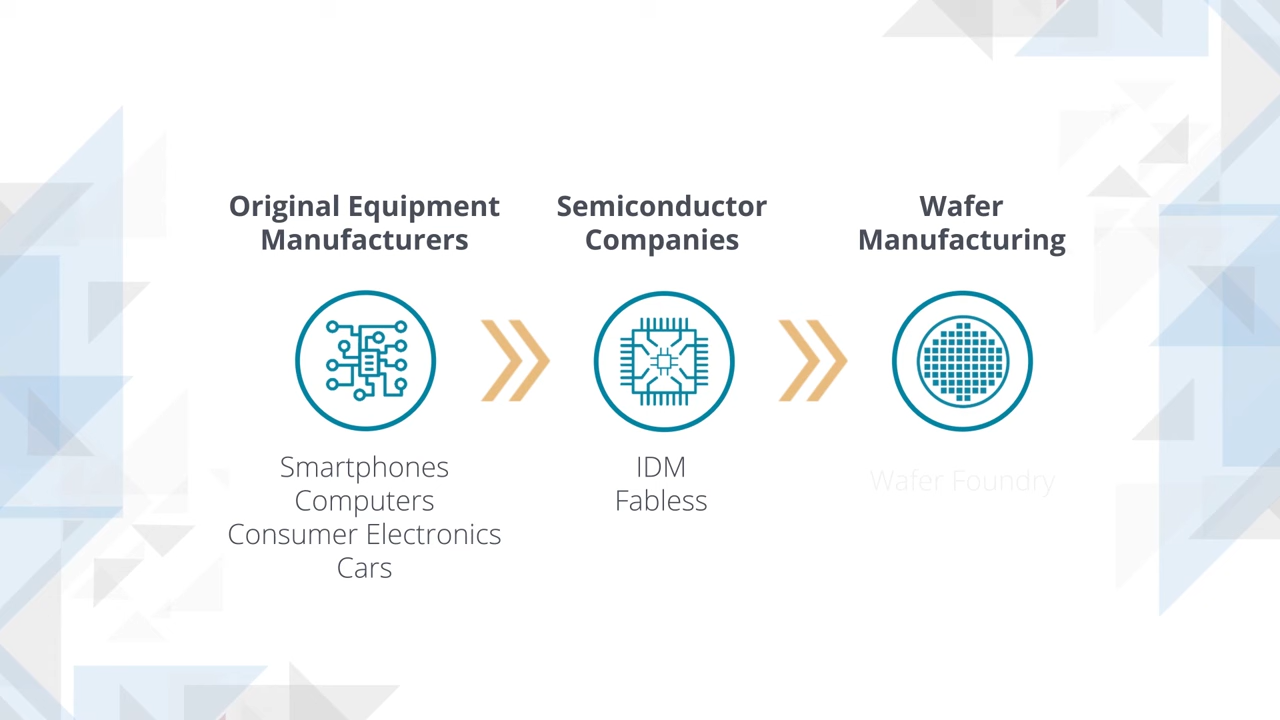 Original Equipment
Manufacturers
Semiconductor
Companies
Wafer
Manufacturing
Smartphones
Computers
Consumer Electronics
Cars
IDM
Fabless
Wafer Foundry